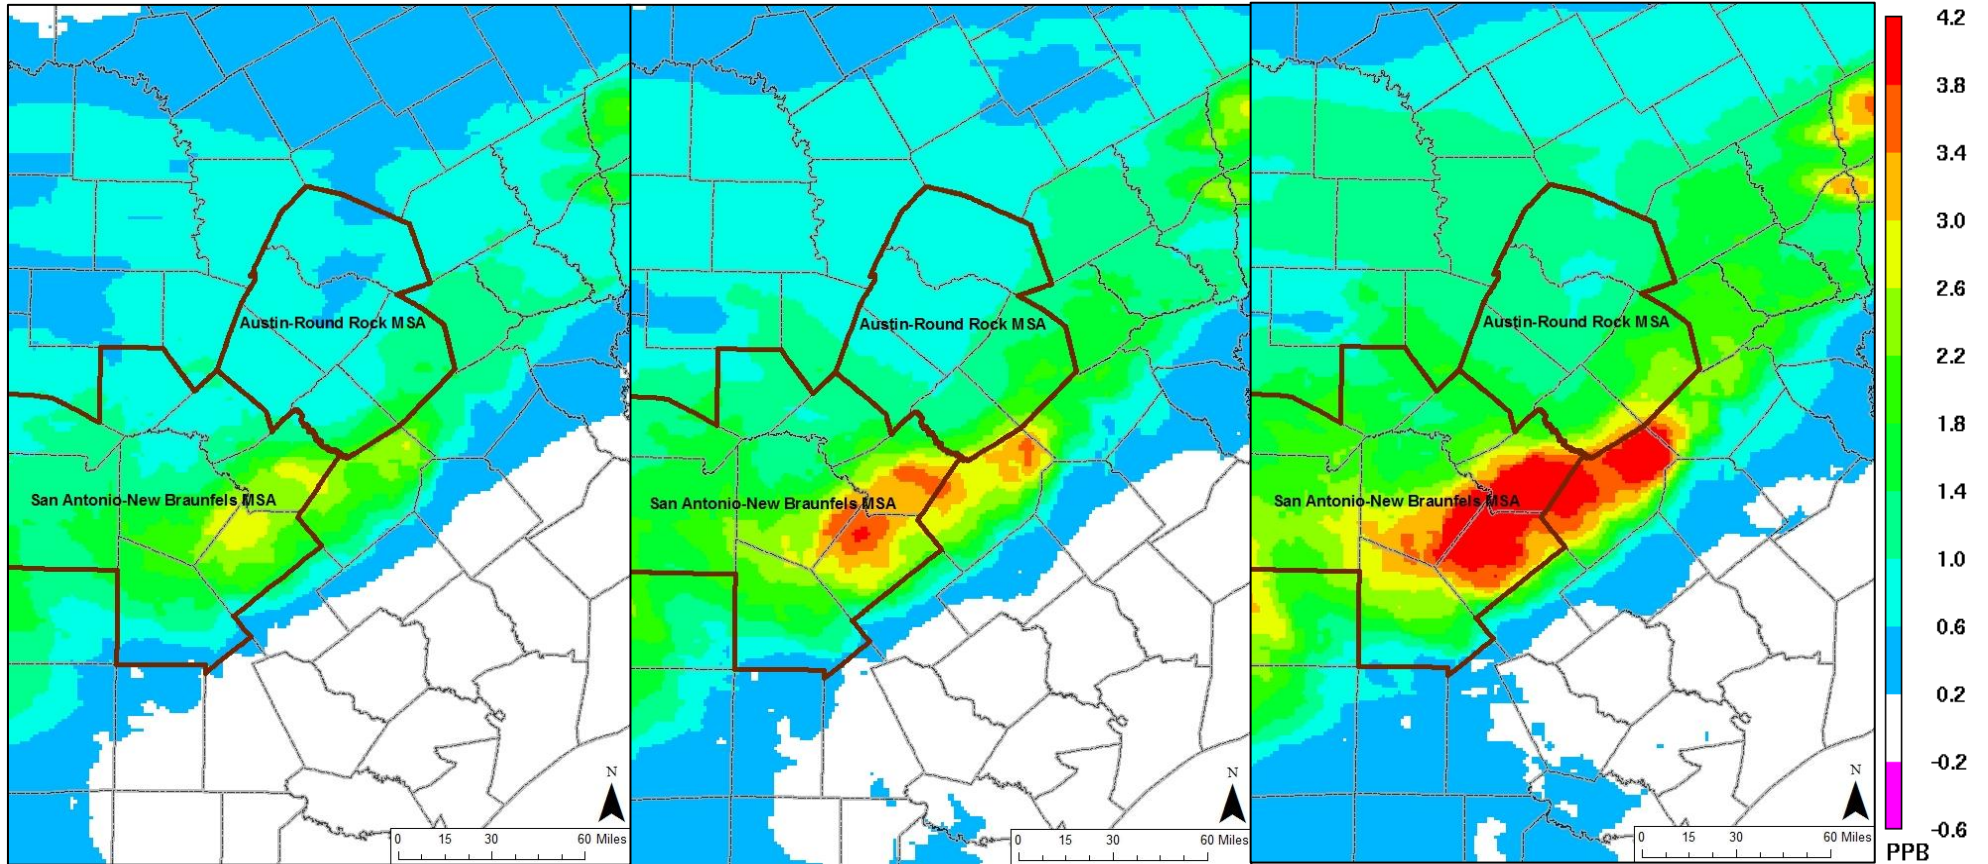 Austin-Round Rock MSA
San Antonio-New Braunfels MSA
N
0 15 30 60 Miles
Austin-Round Rock MSA
San Antonio-New Braunfels MSA
N
0 15 30 60 Miles
Austin-Round Rock MSA
San Antonio-New Braunfels MSA
N
0 15 30 60 Miles
4.2
3.8
3.4
3.0
2.6
2.2
1.8
1.4
1.0
0.6
0.2
-0.2
-0.6
PPB